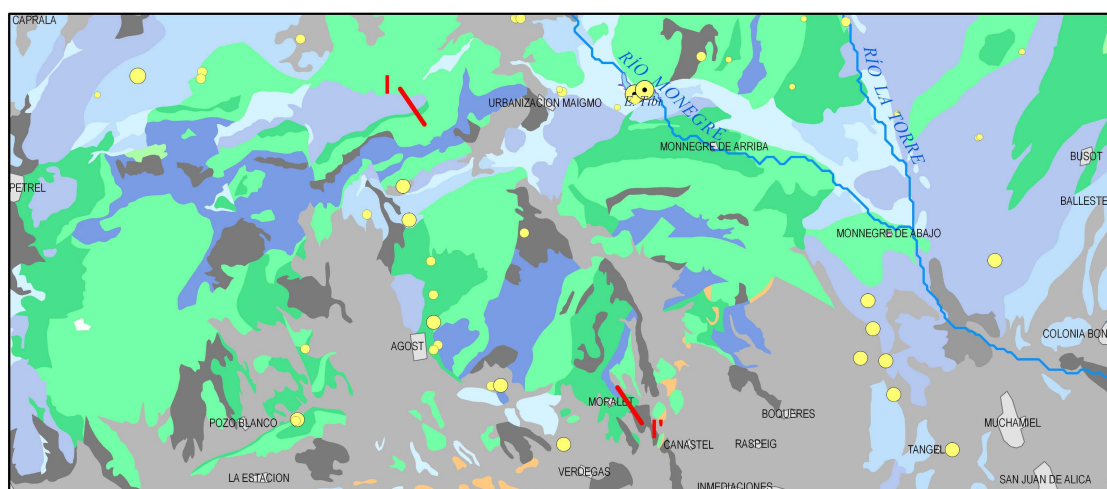 CAPRALA
I
RÍO MONEGRE
RÍO LA TORRE
URBANIZACION MAIGMO
E. Tibi
MONNEGRE DE ARRIBA
BUSOT
PETREL
BALLESTE
MONNEGRE DE ABAJO
COLONIA BON
AGOST
MORALET
BOQUERES
POZO BLANCO
I'
MUCHAMIEL
CANASTEL
RASPEIG
TANGEL
VERDEGAS
LA ESTACION
SAN JUAN DE ALICA
INMEDIACIONES